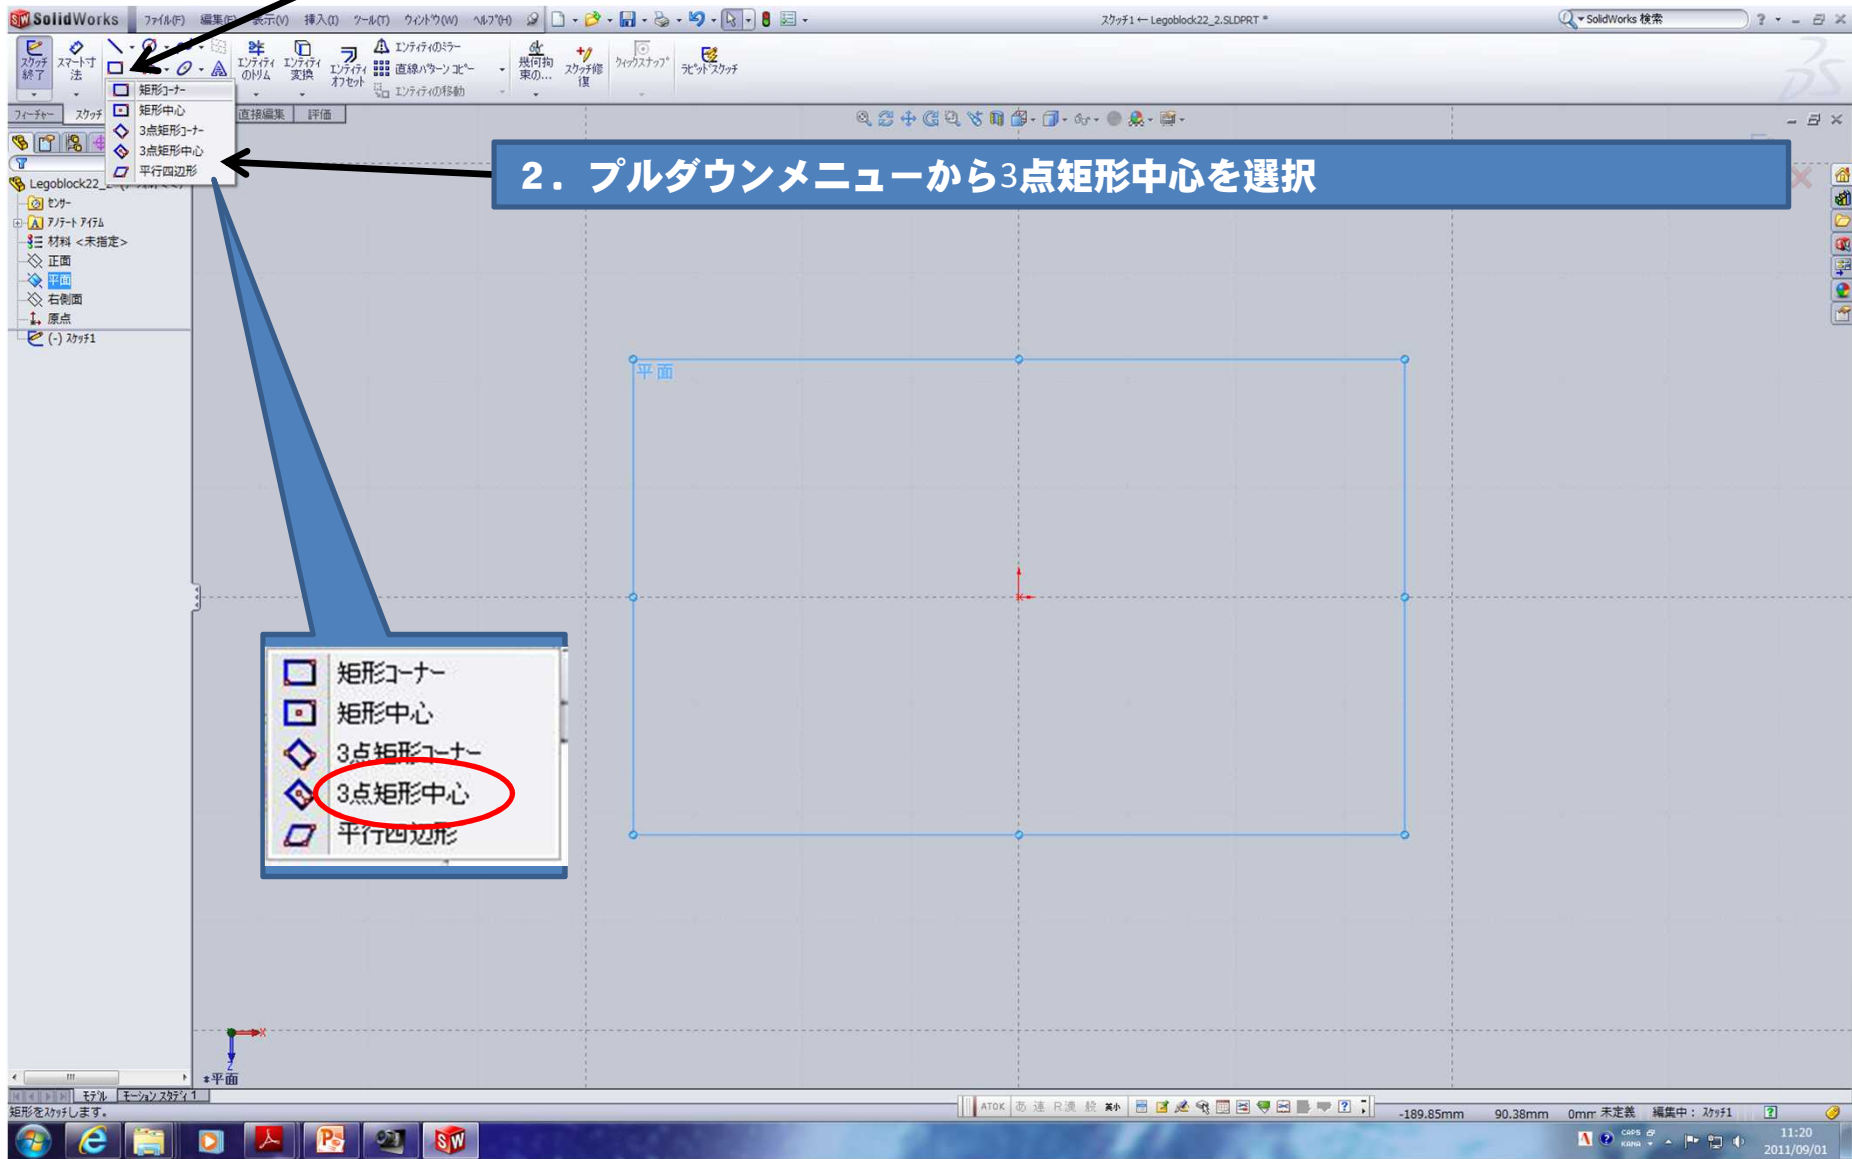 SolidWorks ファイル(F) 編集(E) 表示(V) 挿入(I) ツール(T) ウィンドウ(W) ヘルプ(H) スケッチ1 ← Legoblock22_2.SLDPRT * SolidWorks 検索
スケッチ終了
スマート寸法
エンティティのトリム
エンティティ変換
エンティティオフセット
エンティティのミラー
直線パターン コピー
エンティティの移動
幾何拘束の...
スケッチ修復
クイックスナップ
ラピッドスケッチ
フィーチャー スケッチ 直接編集 評価
矩形コーナー
矩形中心
3点矩形コーナー
3点矩形中心
平行四辺形
2．プルダウンメニューから3点矩形中心を選択
Legoblock22_2
センサー
アノテート アイテム
材料 <未指定>
正面
平面
右側面
原点
(-) スケッチ1
平面
矩形コーナー
矩形中心
3点矩形コーナー
3点矩形中心
平行四辺形
X
Z
*平面
モデル モーション スタディ 1
矩形をスケッチします。
ATOK あ 連 R漢 般 英小
-189.85mm 90.38mm 0mm 未定義 編集中： スケッチ1
CAPS
KANA
11:20
2011/09/01